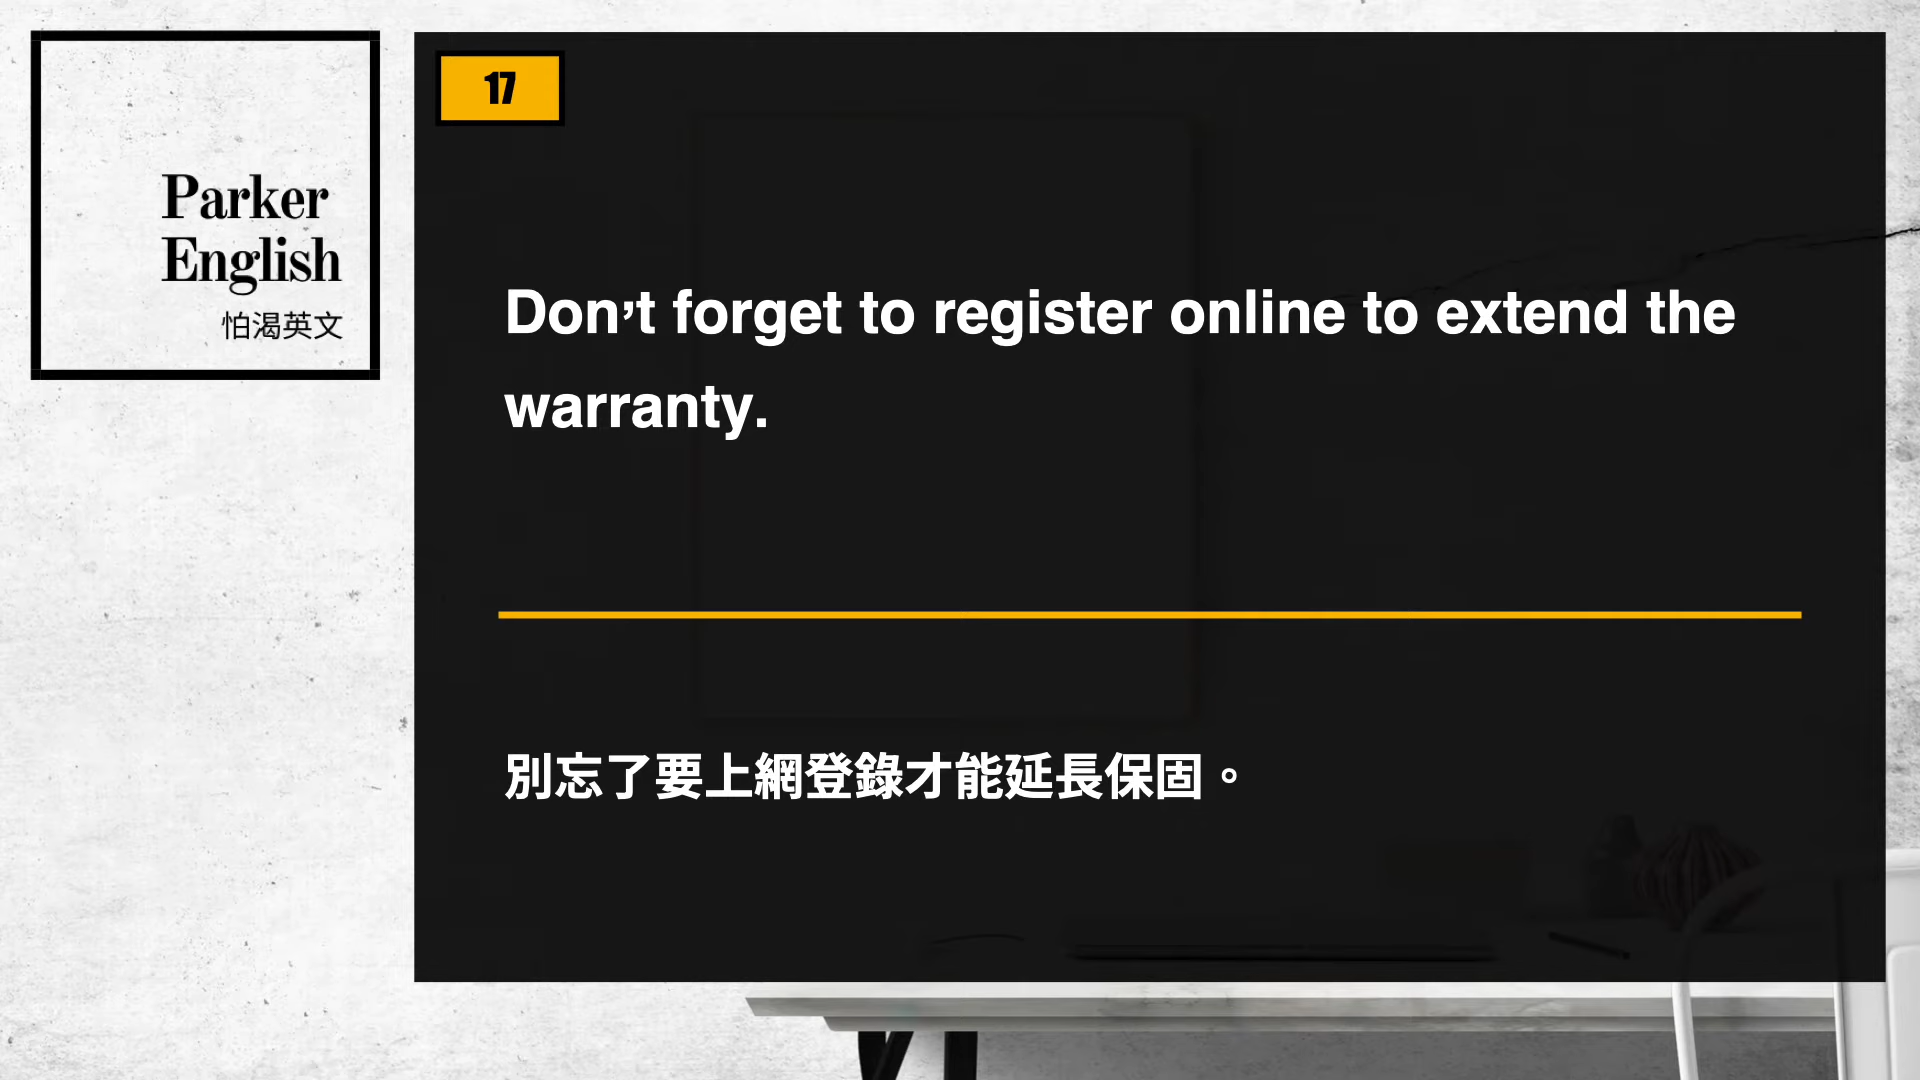 Parker
English
怕渴英文
17
Don't forget to register online to extend the
warranty.
別忘了要上網登錄才能延長保固。